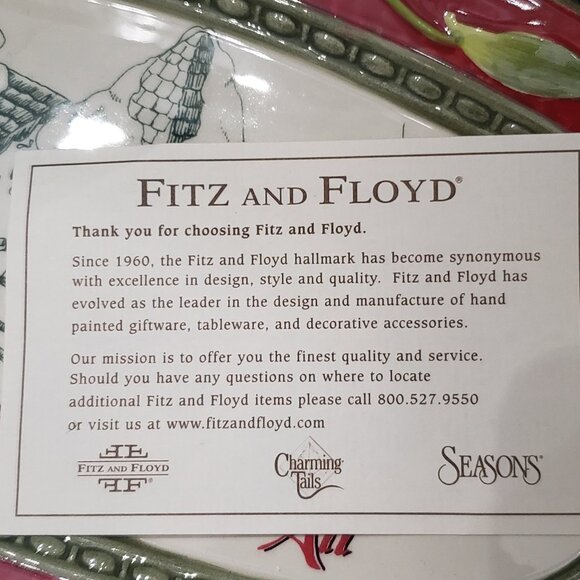 FITZ AND FLOYD®
Thank you for choosing Fitz and Floyd.
Since 1960, the Fitz and Floyd hallmark has become synonymous
with excellence in design, style and quality. Fitz and Floyd has
evolved as the leader in the design and manufacture of hand
painted giftware, tableware, and decorative accessories.
Our mission is to offer you the finest quality and service.
Should you have any questions on where to locate
additional Fitz and Floyd items please call 800.527.9550
or visit us at www.fitzandfloyd.com
FF
FITZ AND FLOYD
FF®
Charming
Tails
SEASONS®
All